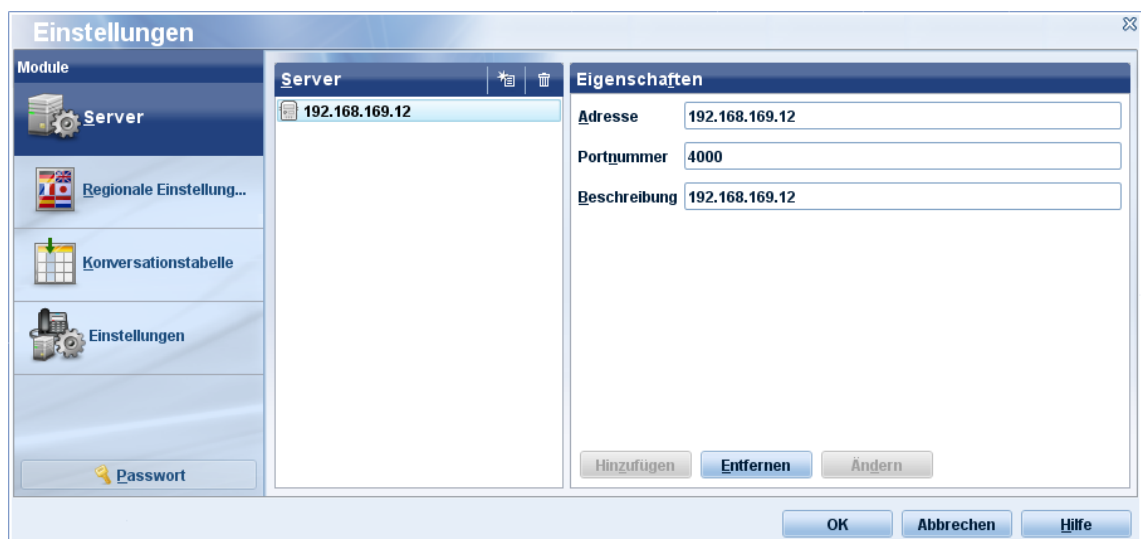 Einstellungen
Module
Server
Regionale Einstellung...
Konversationstabelle
Einstellungen
Passwort
Server
192.168.169.12
Eigenschaften
Adresse 192.168.169.12
Portnummer 4000
Beschreibung 192.168.169.12
Hinzufügen Entfernen Ändern
OK Abbrechen Hilfe